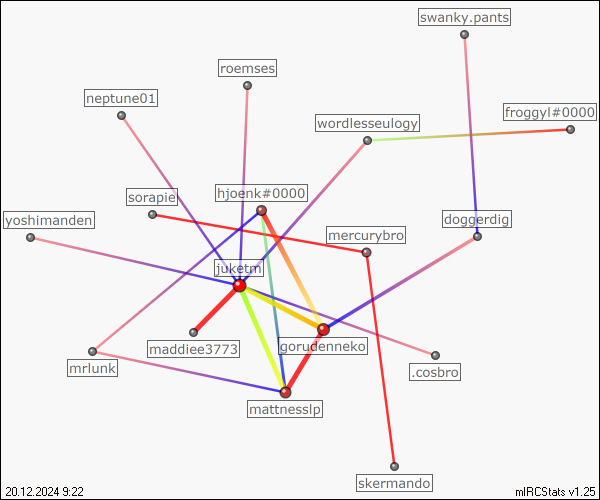 swanky.pants
roemses
neptune01
froggyl#0000
wordlesseulogy
sorapie
hjoenk#0000
yoshimanden
doggerdig
mercurybro
juketm
maddiee3773
gorudenneko
mrlunk
.cosbro
mattnesslp
skermando
20.12.2024 9:22
mIRCStats v1.25